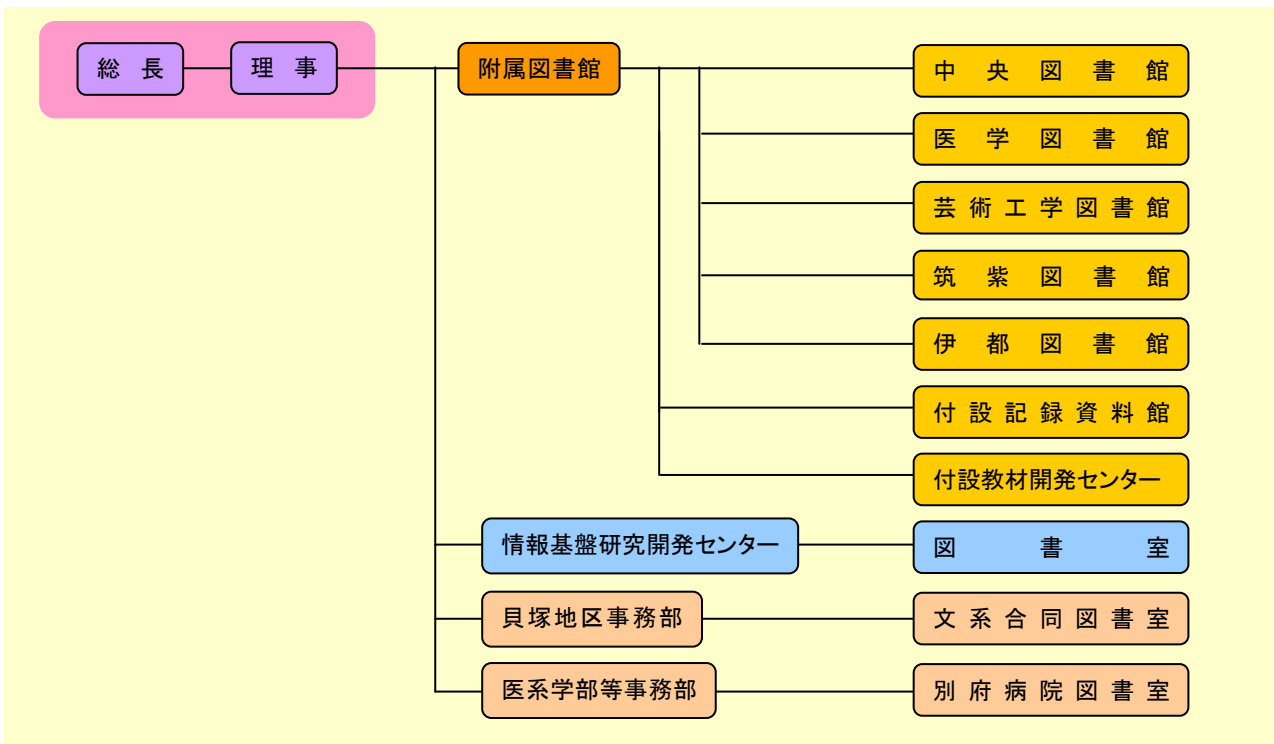 総長
理事
附属図書館
中央図書館
医学図書館
芸術工学図書館
筑紫図書館
伊都図書館
付設記録資料館
付設教材開発センター
情報基盤研究開発センター
図書室
貝塚地区事務部
文系合同図書室
医系学部等事務部
別府病院図書室